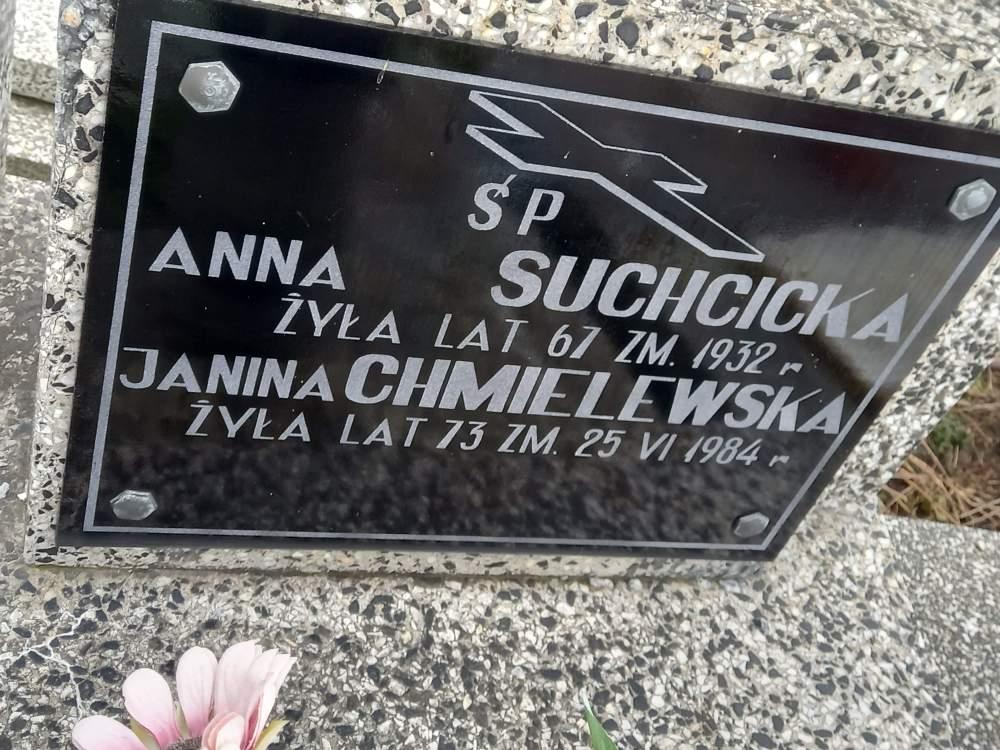 ŚP
ANNA SUCHCICKA
ŻYŁA LAT 67 ZM. 1932 r
JANINA CHMIELEWSKA
ŻYŁA LAT 73 ZM. 25 VI 1984 r